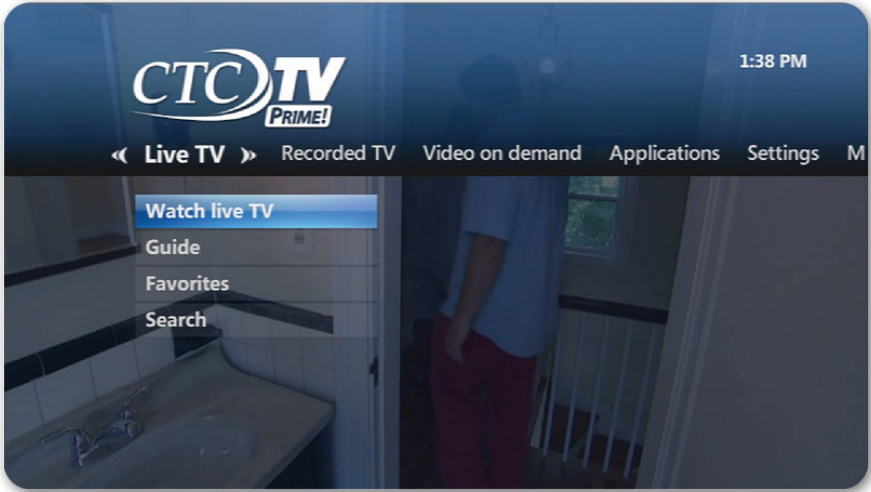 CTC TV
PRIME!
1:38 PM
« Live TV » Recorded TV Video on demand Applications Settings M
Watch live TV
Guide
Favorites
Search